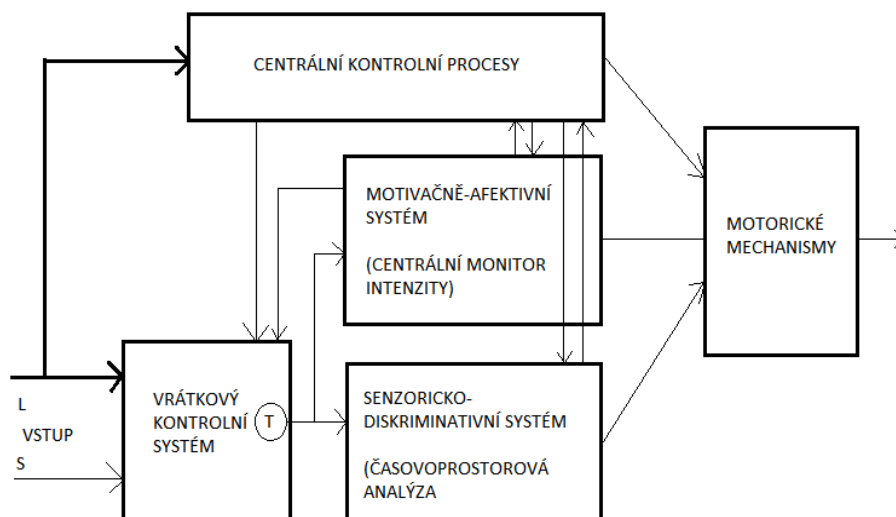 CENTRÁLNÍ KONTROLNÍ PROCESY
MOTIVAČNĚ-AFEKTIVNÍ
SYSTÉM
(CENTRÁLNÍ MONITOR
INTENZITY)
MOTORICKÉ
MECHANISMY
L
VSTUP
S
VRÁTKOVÝ
KONTROLNÍ
SYSTÉM
T
SENZORICKO-
DISKRIMINATIVNÍ SYSTÉM
(ČASOVOPROSTOROVÁ
ANALÝZA